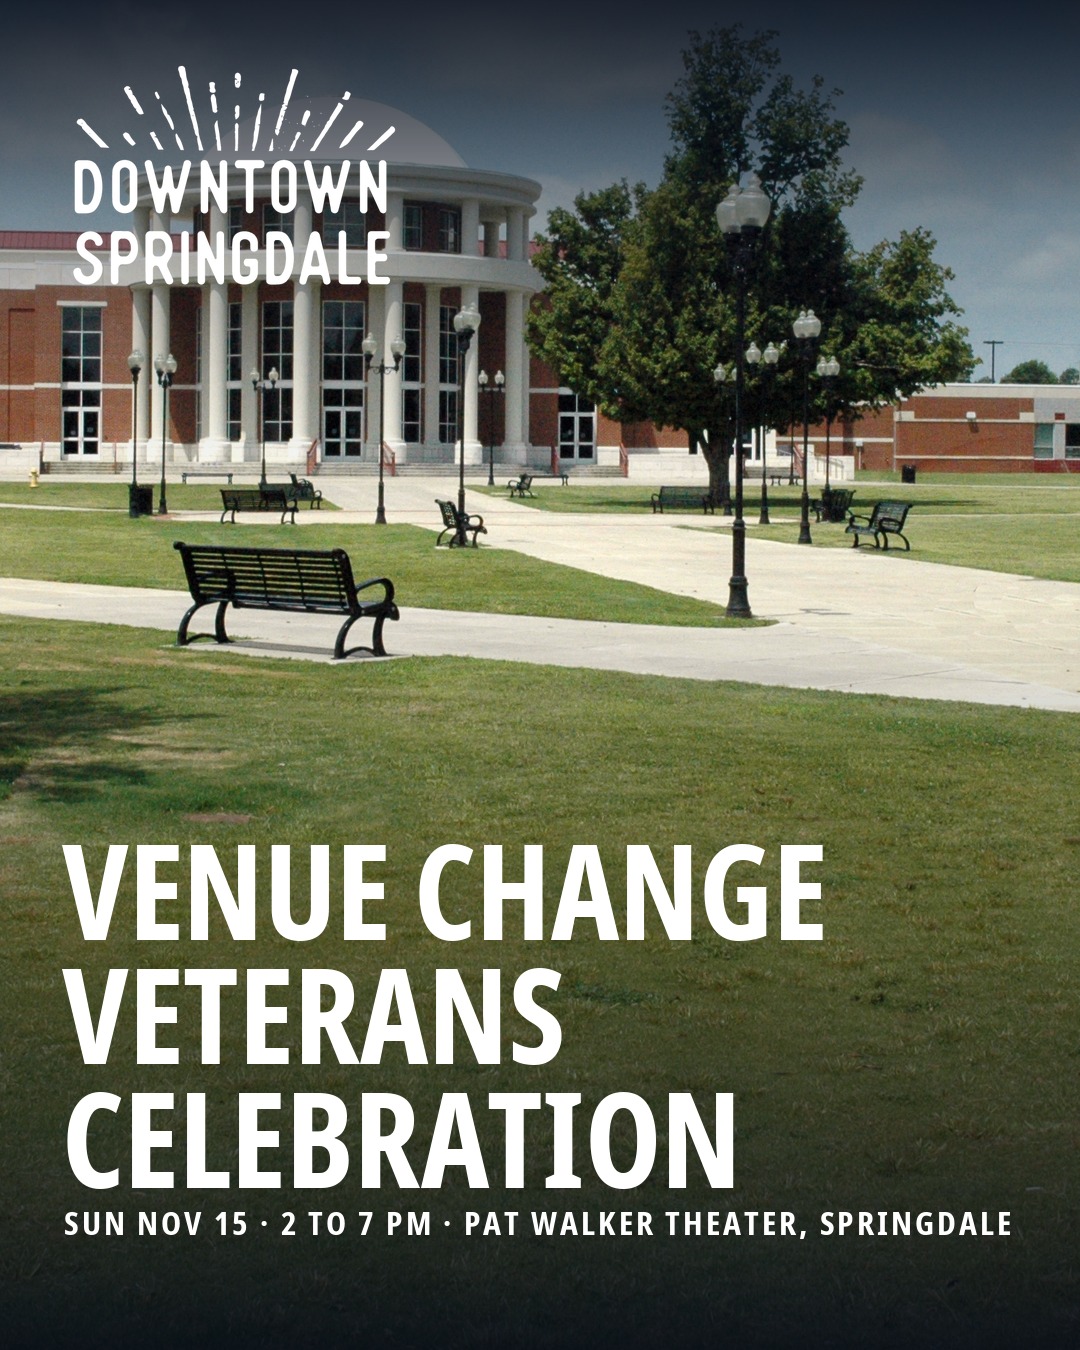 DOWNTOWN
SPRINGDALE
VENUE CHANGE
VETERANS
CELEBRATION
SUN NOV 15 · 2 TO 7 PM · PAT WALKER THEATER, SPRINGDALE